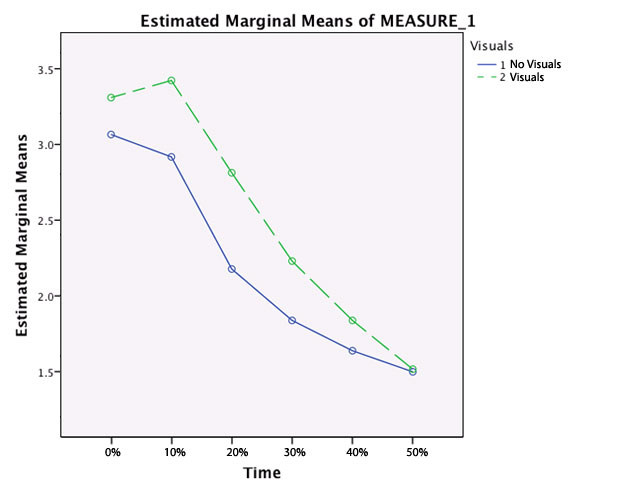 Estimated Marginal Means of MEASURE_1
Visuals
1 No Visuals
2 Visuals
Estimated Marginal Means
3.5
3.0
2.5
2.0
1.5
0% 10% 20% 30% 40% 50%
Time